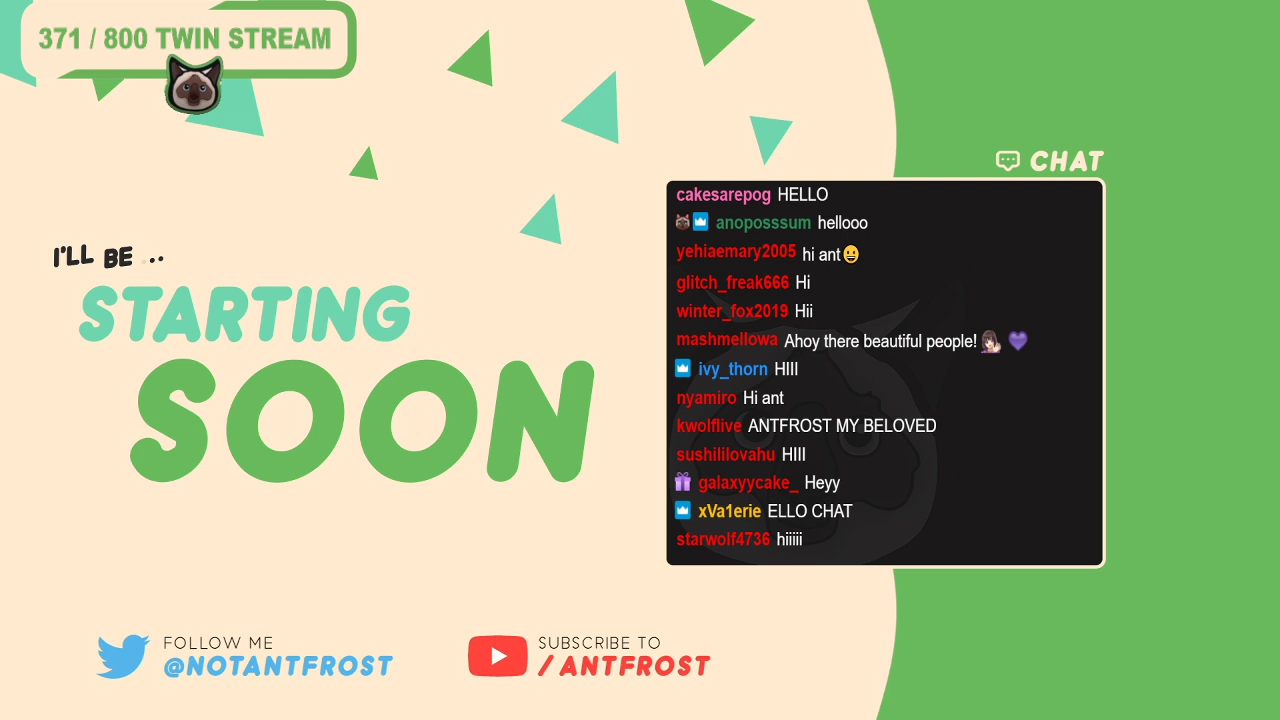 371 / 800 TWIN STREAM
I'LL BE ..
STARTING
SOON
CHAT
cakesarepog HELLO
anoposssum hellooo
yehiaemary2005 hi ant😀
glitch_freak666 Hi
winter_fox2019 Hii
mashmellowa Ahoy there beautiful people! 💜
ivy_thorn HIII
nyamiro Hi ant
kwolflive ANTFROST MY BELOVED
sushililovahu HIII
galaxyycake_ Heyy
xVa1erie ELLO CHAT
starwolf4736 hiiiii
FOLLOW ME
@NOTANTFROST
SUBSCRIBE TO
/ANTFROST